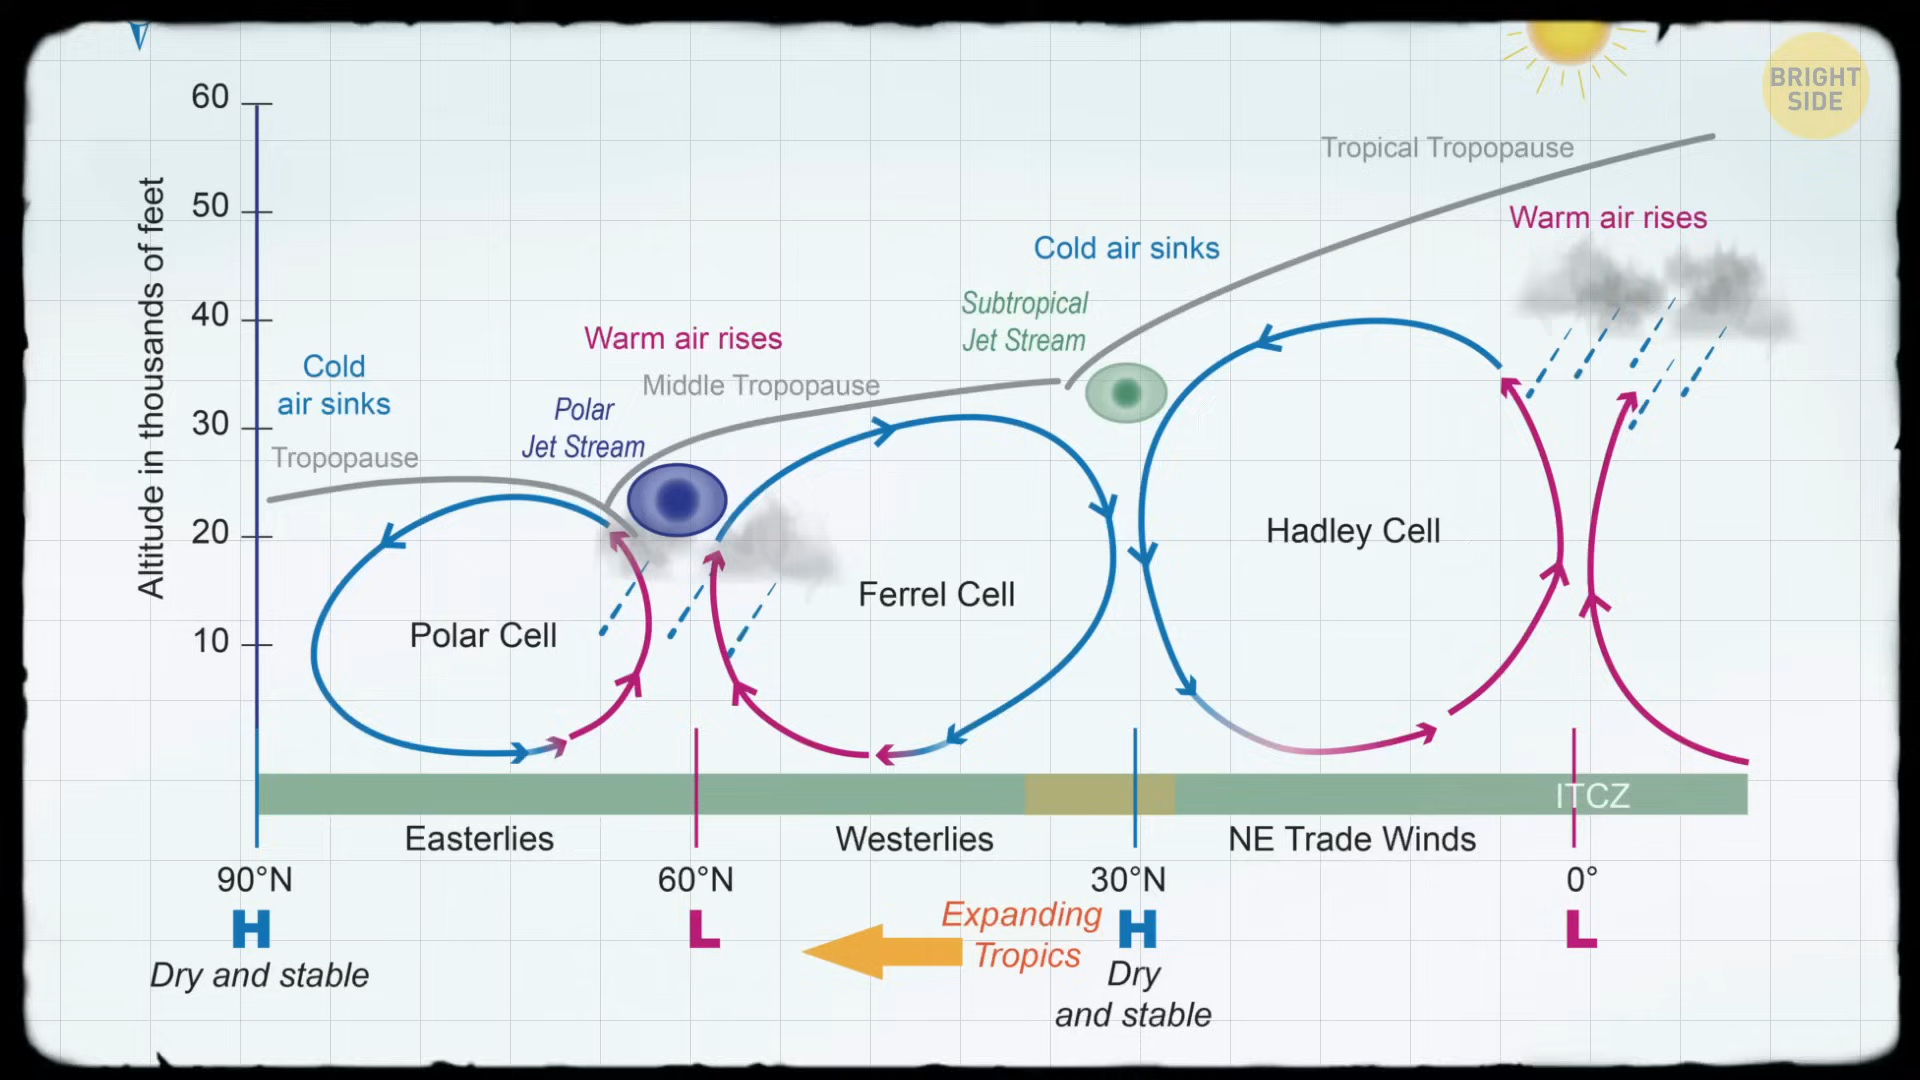 BRIGHT
SIDE
60
50
40
30
20
10
Altitude in thousands of feet
Tropical Tropopause
Warm air rises
Cold air sinks
Subtropical
Jet Stream
Warm air rises
Middle Tropopause
Cold
air sinks
Polar
Jet Stream
Tropopause
Hadley Cell
Ferrel Cell
Polar Cell
ITCZ
Easterlies
Westerlies
NE Trade Winds
90°N
60°N
30°N
0°
H
L
H
L
Expanding
Tropics
Dry and stable
Dry
and stable